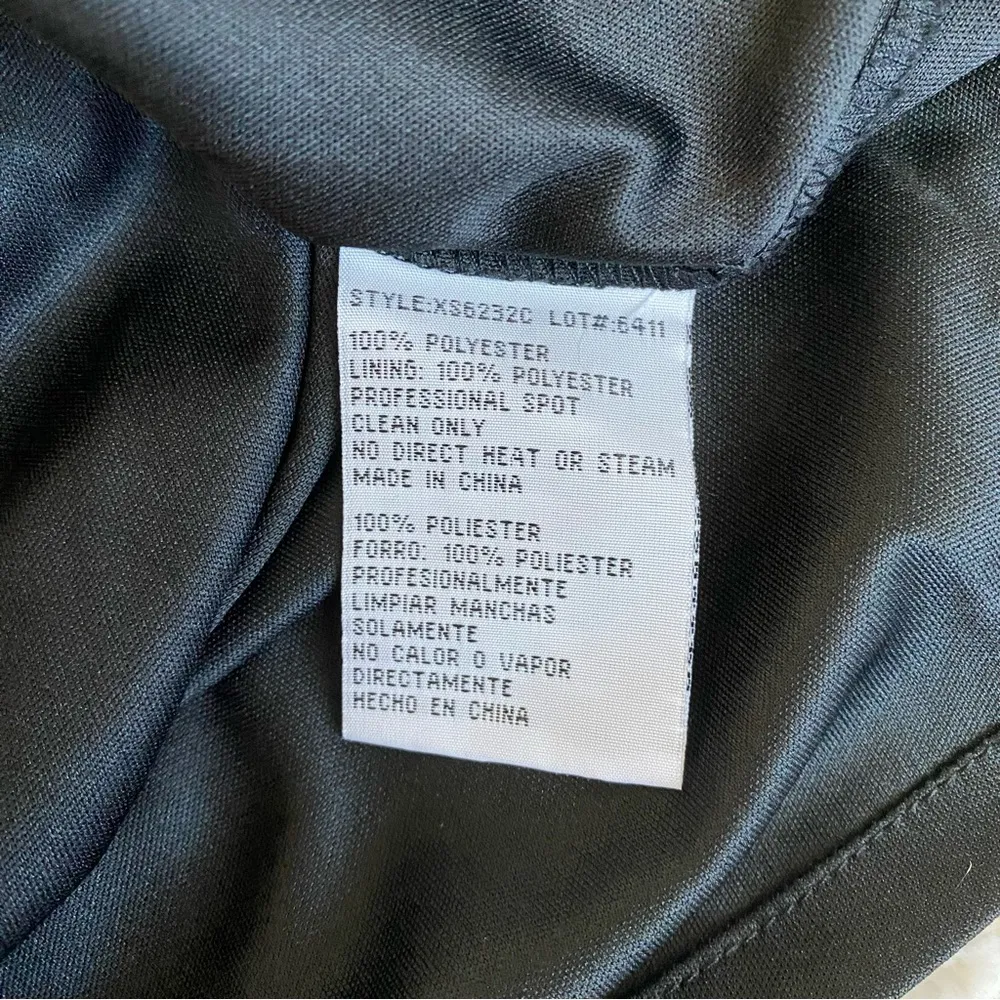 STYLE:XS6232C LOT#:6411
100% POLYESTER
LINING: 100% POLYESTER
PROFESSIONAL SPOT
CLEAN ONLY
NO DIRECT HEAT OR STEAM
MADE IN CHINA
100% POLIESTER
FORRO: 100% POLIESTER
PROFESIONALMENTE
LIMPIAR MANCHAS
SOLAMENTE
NO CALOR O VAPOR
DIRECTAMENTE
HECHO EN CHINA